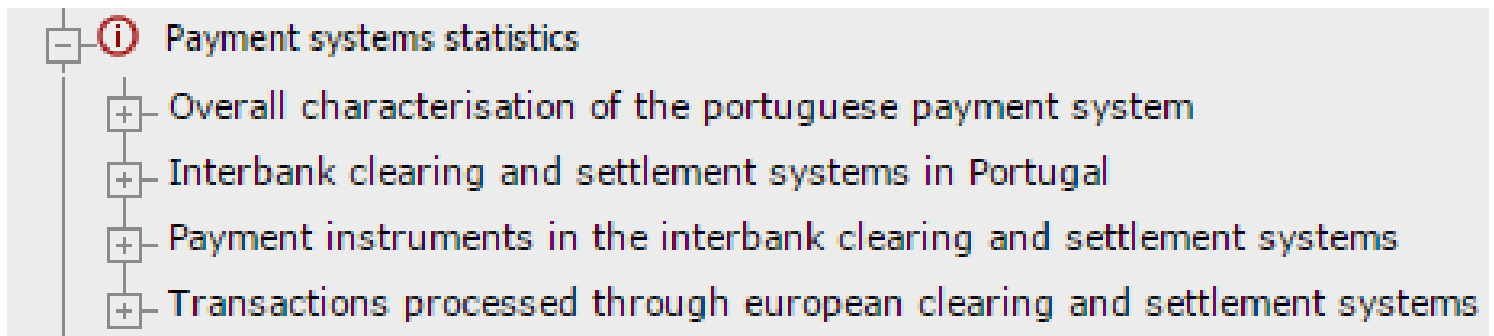 Payment systems statistics
Overall characterisation of the portuguese payment system
Interbank clearing and settlement systems in Portugal
Payment instruments in the interbank clearing and settlement systems
Transactions processed through european clearing and settlement systems